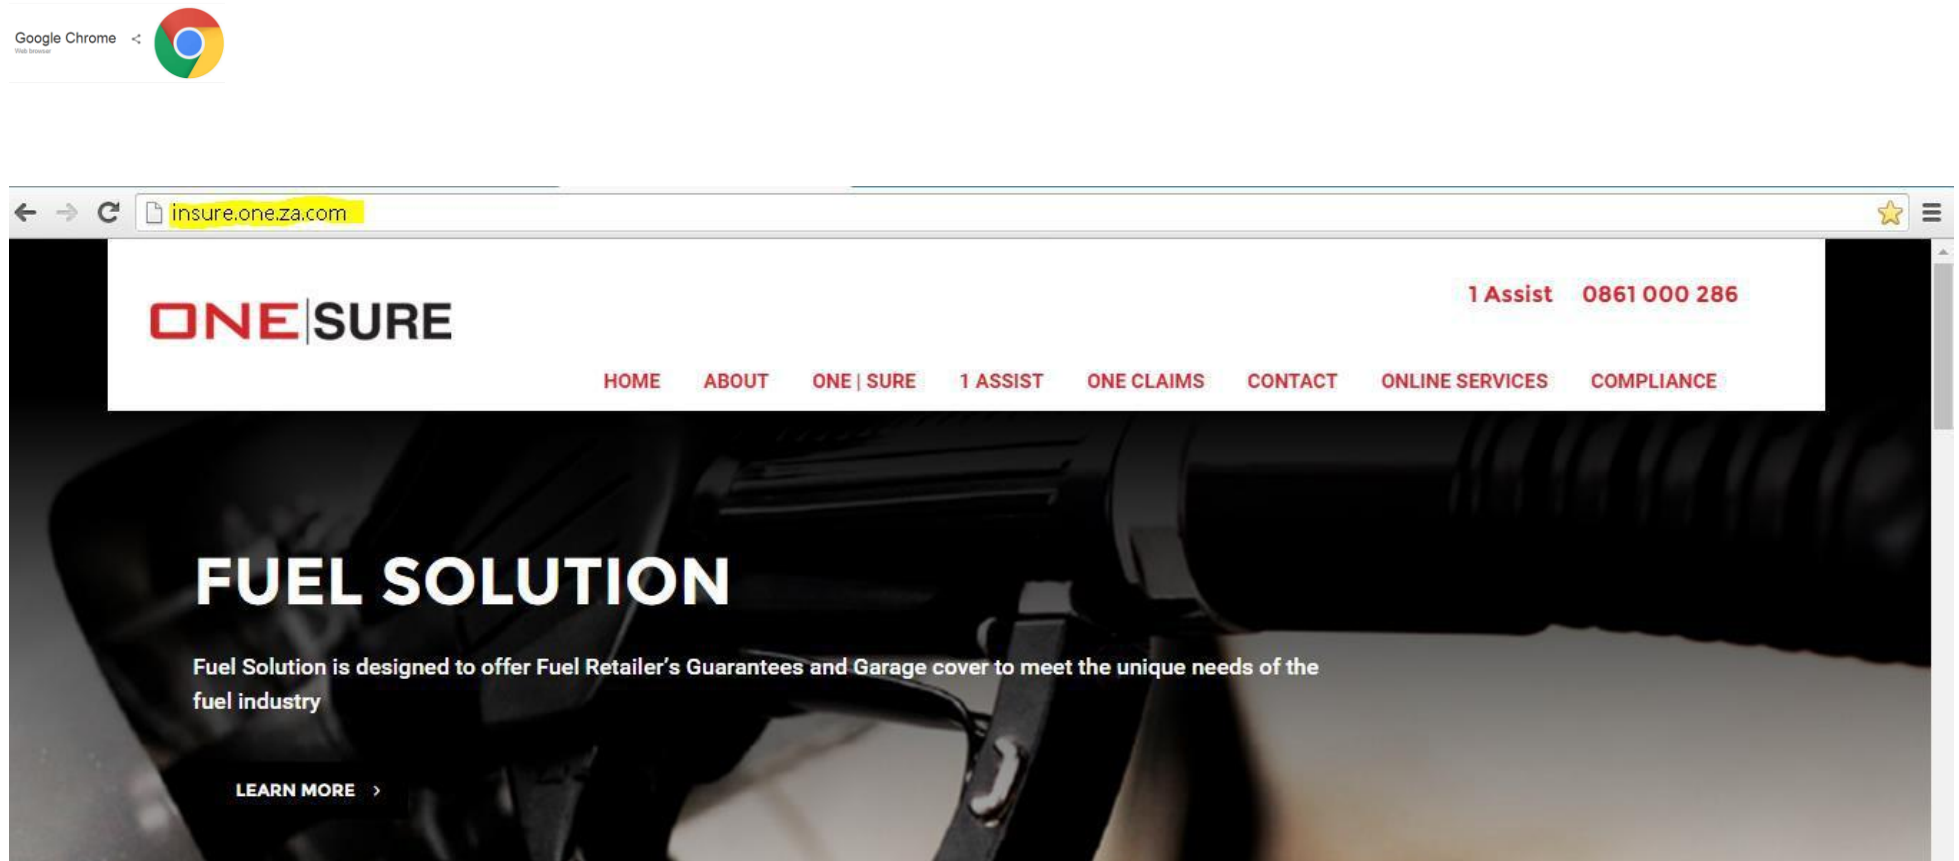 Google Chrome
Web browser
insure.one.za.com
ONE|SURE
1 Assist 0861 000 286
HOME ABOUT ONE | SURE 1 ASSIST ONE CLAIMS CONTACT ONLINE SERVICES COMPLIANCE
FUEL SOLUTION
Fuel Solution is designed to offer Fuel Retailer’s Guarantees and Garage cover to meet the unique needs of the
fuel industry
LEARN MORE >